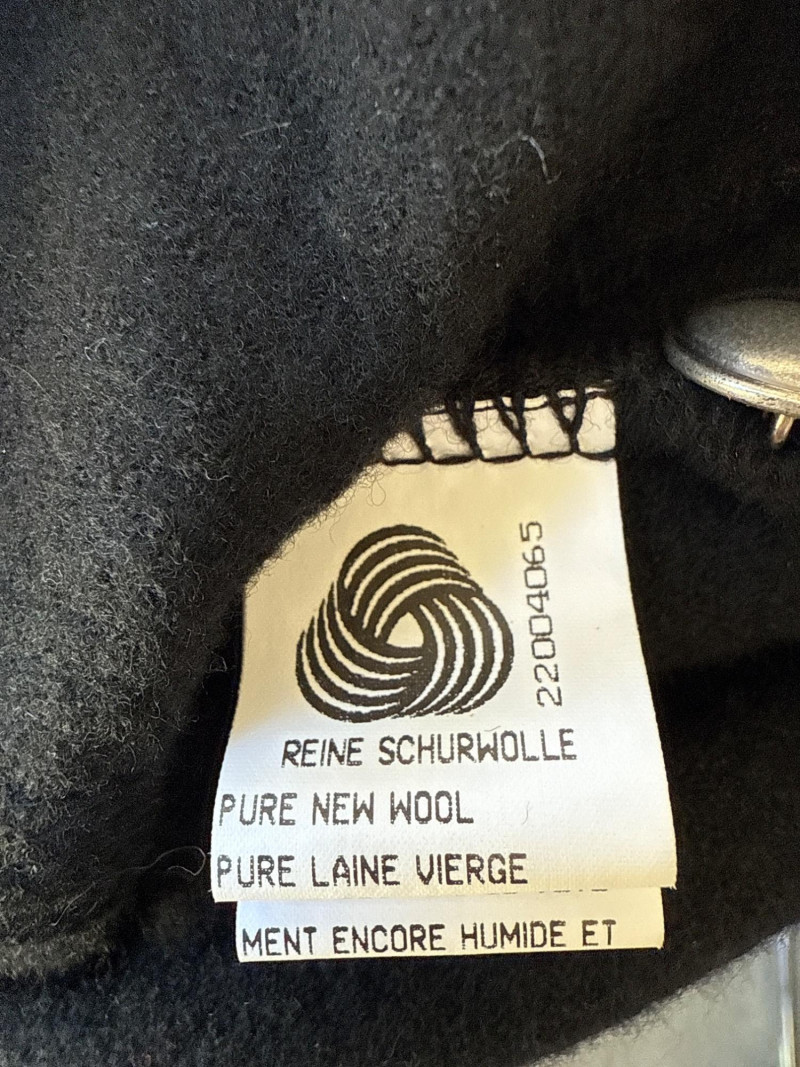 22004065
REINE SCHURWOLLE
PURE NEW WOOL
PURE LAINE VIERGE
MENT ENCORE HUMIDE ET